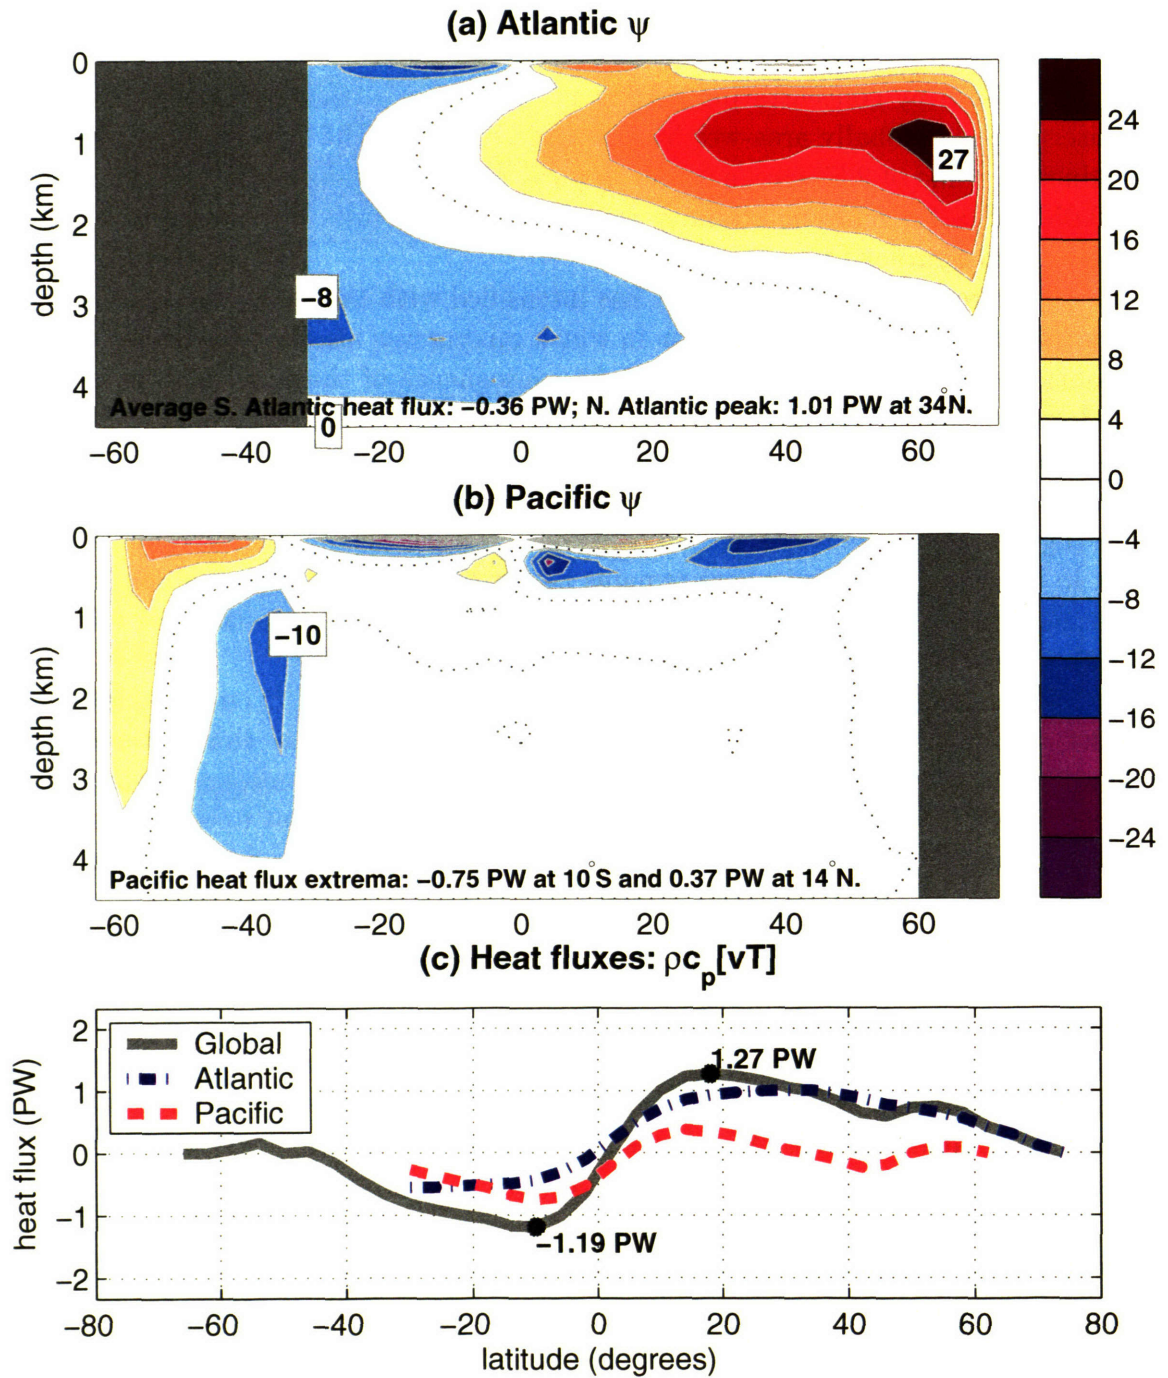 (a) Atlantic ψ
0
1
2
3
4
depth (km)
27
−8
0
Average S. Atlantic heat flux: −0.36 PW; N. Atlantic peak: 1.01 PW at 34°N.
−60 −40 −20 0 20 40 60
24
20
16
12
8
4
0
−4
−8
−12
−16
−20
−24
(b) Pacific ψ
0
1
2
3
4
depth (km)
−10
Pacific heat flux extrema: −0.75 PW at 10°S and 0.37 PW at 14°N.
−60 −40 −20 0 20 40 60
(c) Heat fluxes: ρcp[vT]
2
1
0
−1
−2
heat flux (PW)
Global
Atlantic
Pacific
1.27 PW
−1.19 PW
−80 −60 −40 −20 0 20 40 60 80
latitude (degrees)